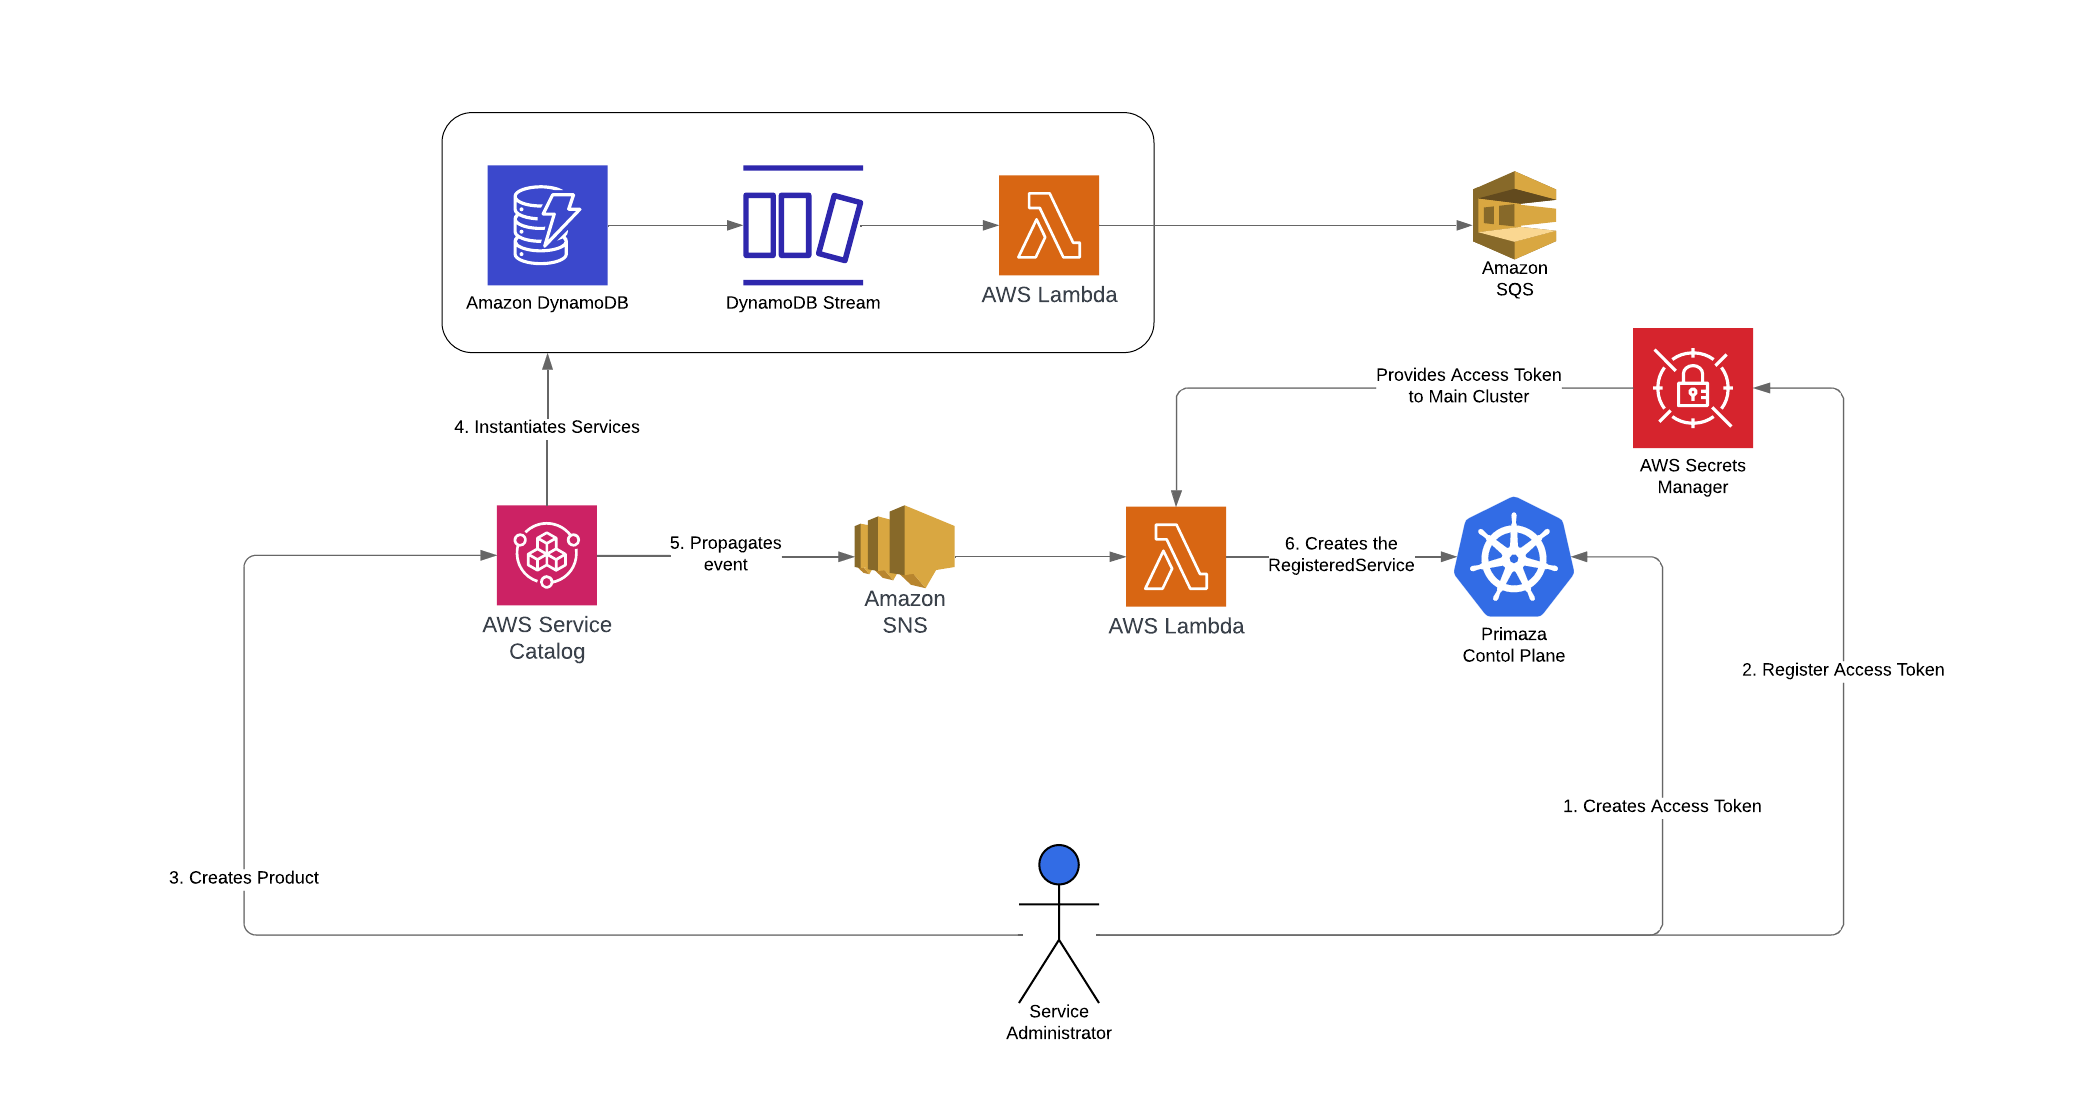 Amazon DynamoDB
DynamoDB Stream
AWS Lambda
Amazon
SQS
Provides Access Token
to Main Cluster
AWS Secrets
Manager
4. Instantiates Services
AWS Service
Catalog
5. Propagates
event
Amazon
SNS
AWS Lambda
6. Creates the
RegisteredService
Primaza
Contol Plane
2. Register Access Token
1. Creates Access Token
3. Creates Product
Service
Administrator